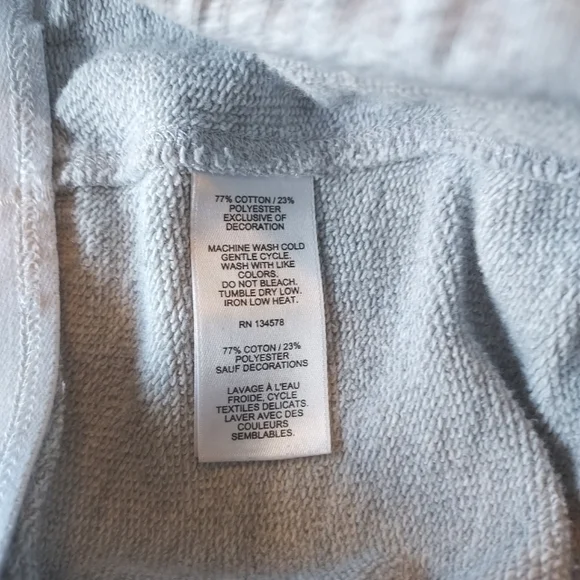 77% COTTON / 23%
POLYESTER
EXCLUSIVE OF
DECORATION
MACHINE WASH COLD
GENTLE CYCLE.
WASH WITH LIKE
COLORS.
DO NOT BLEACH.
TUMBLE DRY LOW.
IRON LOW HEAT.
RN 134578
77% COTON / 23%
POLYESTER
SAUF DECORATIONS
LAVAGE À L'EAU
FROIDE, CYCLE
TEXTILES DELICATS.
LAVER AVEC DES
COULEURS
SEMBLABLES.